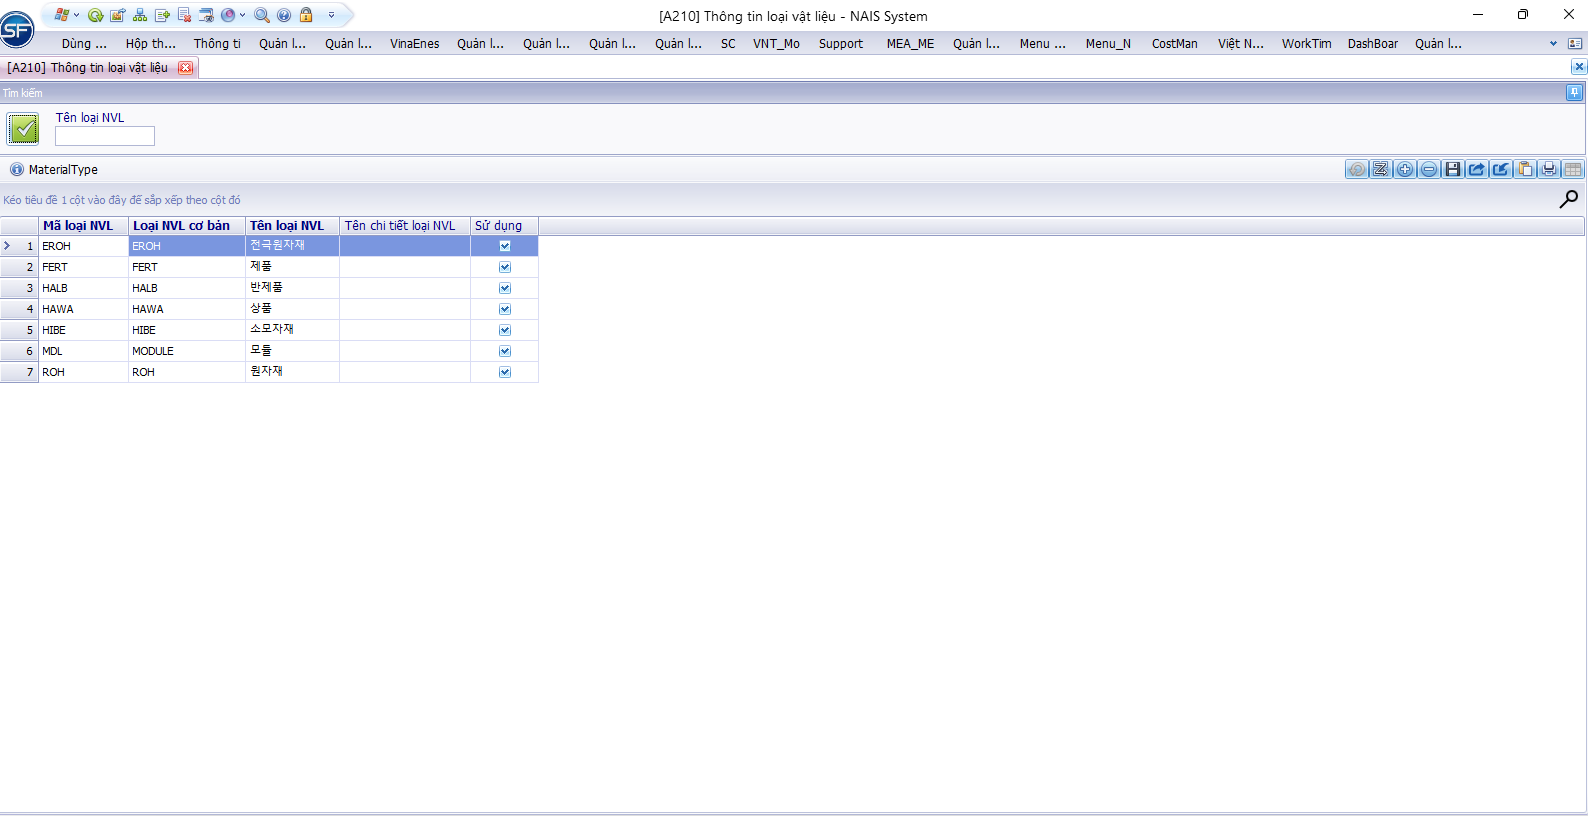 SF
[A210] Thông tin loại vật liệu - NAIS System
Dùng ... Hộp th... Thông ti Quản l... Quản l... VinaEnes Quản l... Quản l... Quản l... Quản l... SC VNT_Mo Support MEA_ME Quản l... Menu ... Menu_N CostMan Việt N... WorkTim DashBoar Quản l...
[A210] Thông tin loại vật liệu
Tìm kiếm
Tên loại NVL
MaterialType
Kéo tiêu đề 1 cột vào đây để sắp xếp theo cột đó
Mã loại NVL Loại NVL cơ bản Tên loại NVL Tên chi tiết loại NVL Sử dụng
1 EROH EROH 전극원자재
2 FERT FERT 제품
3 HALB HALB 반제품
4 HAWA HAWA 상품
5 HIBE HIBE 소모자재
6 MDL MODULE 모듈
7 ROH ROH 원자재